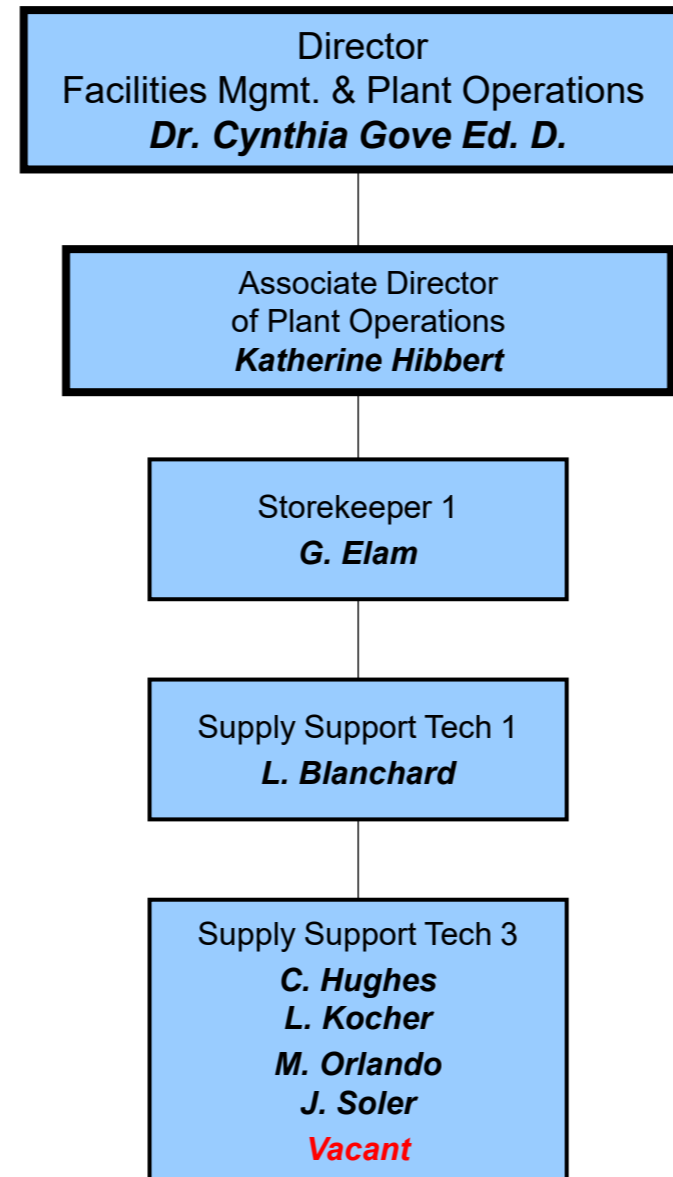 Director
Facilities Mgmt. & Plant Operations
Dr. Cynthia Gove Ed. D.
Associate Director
of Plant Operations
Katherine Hibbert
Storekeeper 1
G. Elam
Supply Support Tech 1
L. Blanchard
Supply Support Tech 3
C. Hughes
L. Kocher
M. Orlando
J. Soler
Vacant